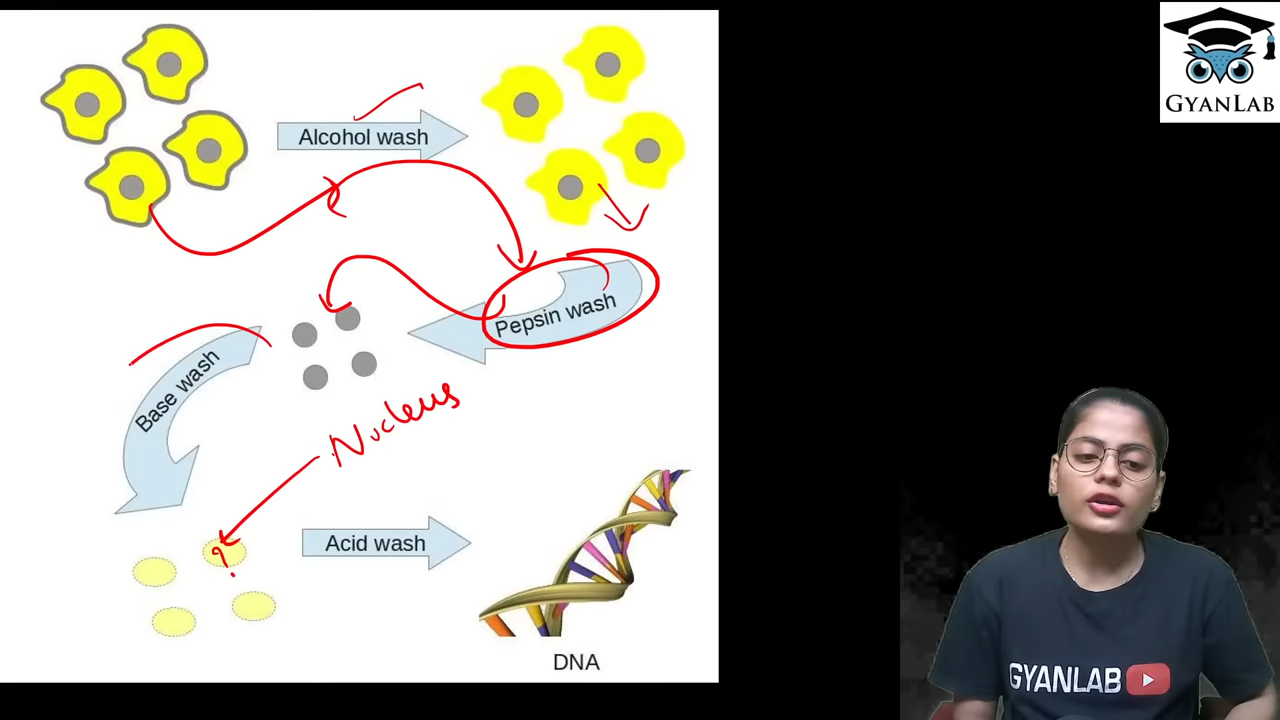 GYANLAB
Alcohol wash
Pepsin wash
Base wash
Nucleus
?
Acid wash
DNA
GYANLAB